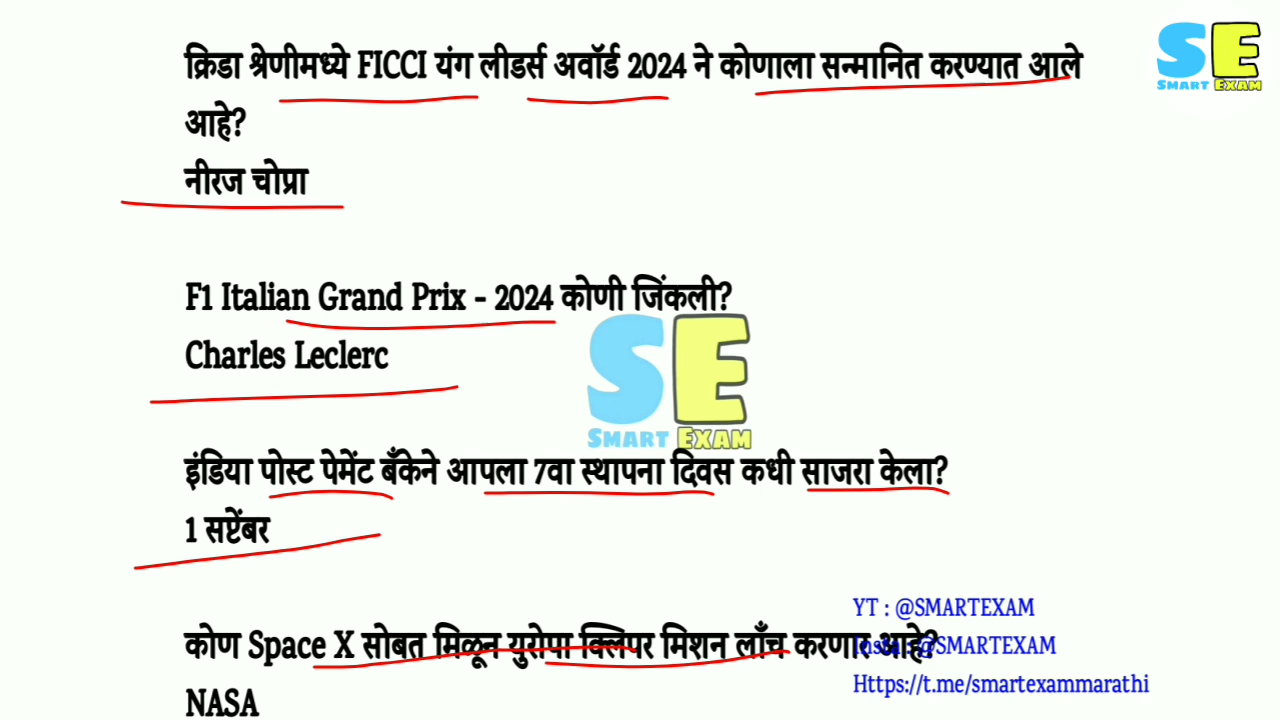 SE
SMART EXAM
क्रिडा श्रेणीमध्ये FICCI यंग लीडर्स अवॉर्ड 2024 ने कोणाला सन्मानित करण्यात आले
आहे?
नीरज चोप्रा
F1 Italian Grand Prix - 2024 कोणी जिंकली?
Charles Leclerc
SE
SMART EXAM
इंडिया पोस्ट पेमेंट बँकेने आपला 7वा स्थापना दिवस कधी साजरा केला?
1 सप्टेंबर
YT : @SMARTEXAM
कोण Space X सोबत मिळून युरोपा क्लिपर मिशन लाँच करणार आहे?
Insta : @SMARTEXAM
Https://t.me/smartexammarathi
NASA